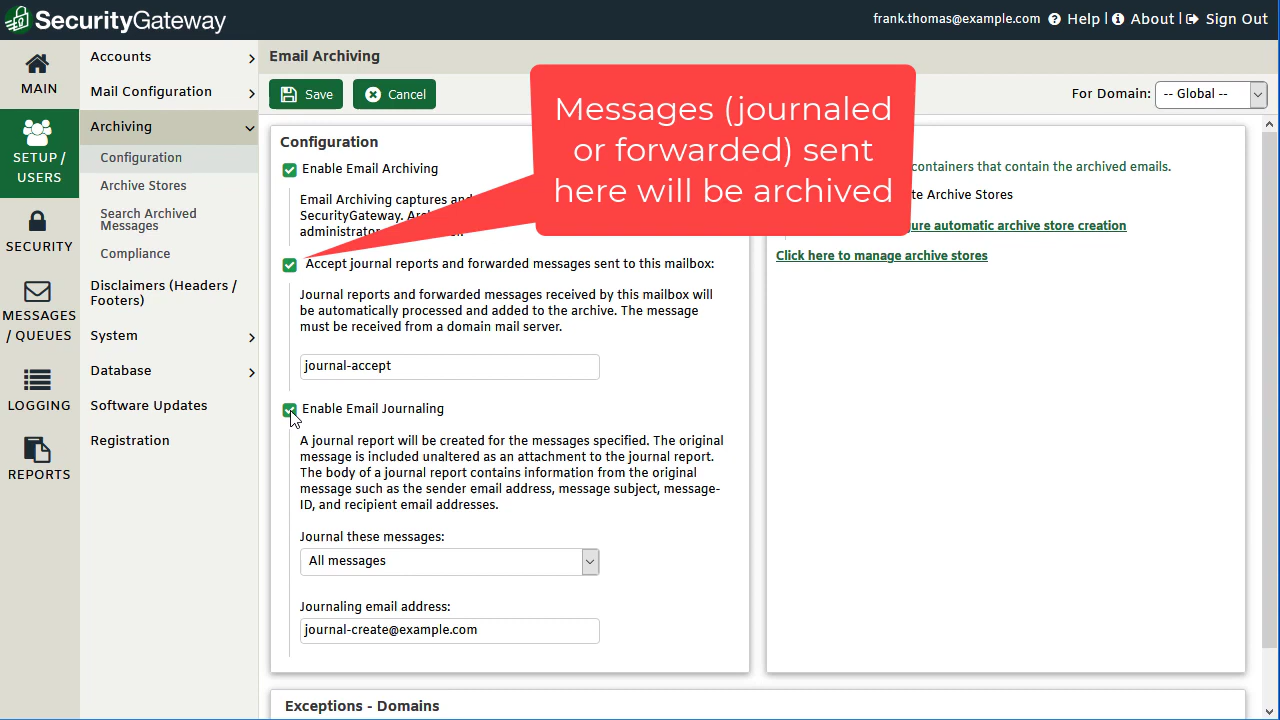 SecurityGateway
frank.thomas@example.com Help | About | Sign Out
MAIN
SETUP /
USERS
SECURITY
MESSAGES
/ QUEUES
LOGGING
REPORTS
Accounts
Mail Configuration
Archiving
Configuration
Archive Stores
Search Archived
Messages
Compliance
Disclaimers (Headers /
Footers)
System
Database
Software Updates
Registration
Email Archiving
Save Cancel
For Domain: -- Global --
Messages (journaled
or forwarded) sent
here will be archived
Configuration
Enable Email Archiving
Email Archiving captures and
SecurityGateway.
administrator
Accept journal reports and forwarded messages sent to this mailbox:
Journal reports and forwarded messages received by this mailbox will
be automatically processed and added to the archive. The message
must be received from a domain mail server.
journal-accept
Enable Email Journaling
A journal report will be created for the messages specified. The original
message is included unaltered as an attachment to the journal report.
The body of a journal report contains information from the original
message such as the sender email address, message subject, message-
ID, and recipient email addresses.
Journal these messages:
All messages
Journaling email address:
journal-create@example.com
containers that contain the archived emails.
Archive Stores
automatic archive store creation
Click here to manage archive stores
Exceptions - Domains